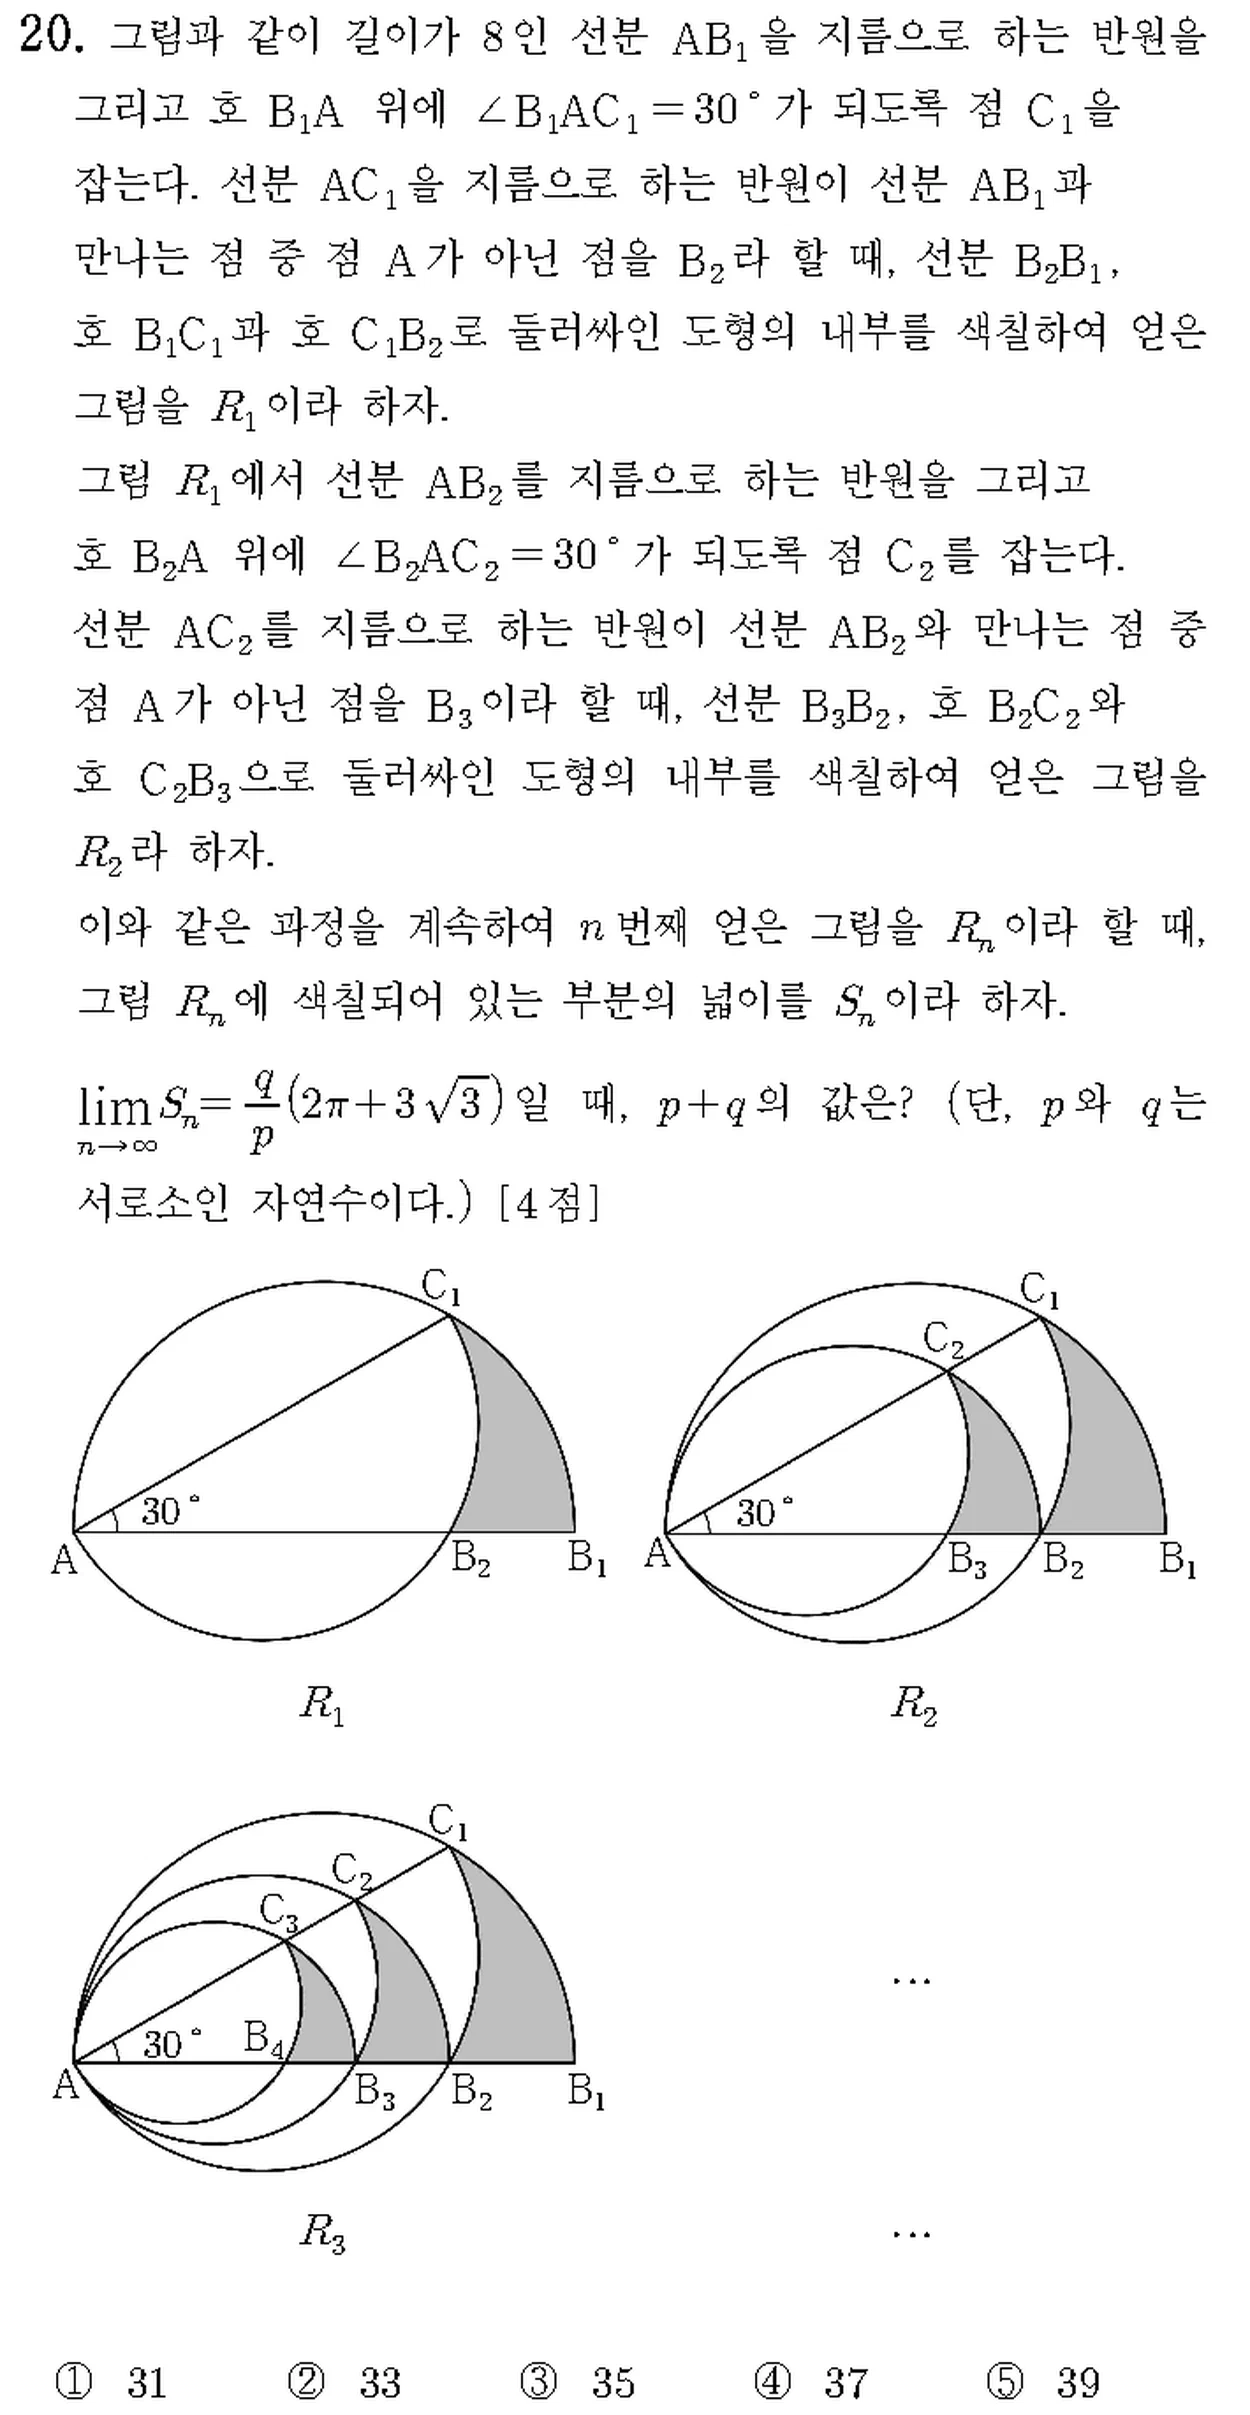 20. 그림과 같이 길이가 8인 선분 AB₁을 지름으로 하는 반원을
그리고 호 B₁A 위에 ∠B₁AC₁=30°가 되도록 점 C₁을
잡는다. 선분 AC₁을 지름으로 하는 반원이 선분 AB₁과
만나는 점 중 점 A가 아닌 점을 B₂라 할 때, 선분 B₂B₁,
호 B₁C₁과 호 C₁B₂로 둘러싸인 도형의 내부를 색칠하여 얻은
그림을 R₁이라 하자.
그림 R₁에서 선분 AB₂를 지름으로 하는 반원을 그리고
호 B₂A 위에 ∠B₂AC₂=30°가 되도록 점 C₂를 잡는다.
선분 AC₂를 지름으로 하는 반원이 선분 AB₂와 만나는 점 중
점 A가 아닌 점을 B₃이라 할 때, 선분 B₃B₂, 호 B₂C₂와
호 C₂B₃으로 둘러싸인 도형의 내부를 색칠하여 얻은 그림을
R₂라 하자.
이와 같은 과정을 계속하여 n번째 얻은 그림을 Rₙ이라 할 때,
그림 Rₙ에 색칠되어 있는 부분의 넓이를 Sₙ이라 하자.
lim n→∞ Sₙ= q/p (2π+3√3)일 때, p+q의 값은? (단, p와 q는
서로소인 자연수이다.) [4점]
C₁
30°
A B₂ B₁
R₁
C₁
C₂
30°
A B₃ B₂ B₁
R₂
C₁
C₂
C₃
30° B₄
A B₃ B₂ B₁
R₃
…
…
① 31 ② 33 ③ 35 ④ 37 ⑤ 39